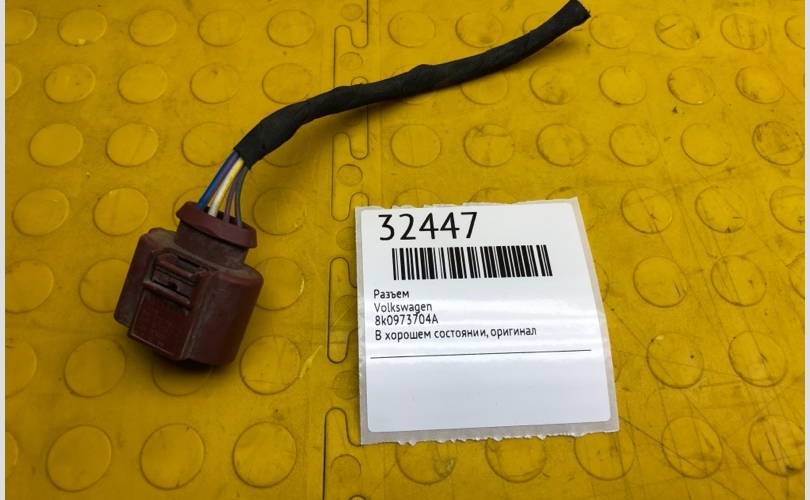 32447
Разъем
Volkswagen
8k0973704A
В хорошем состоянии, оригинал